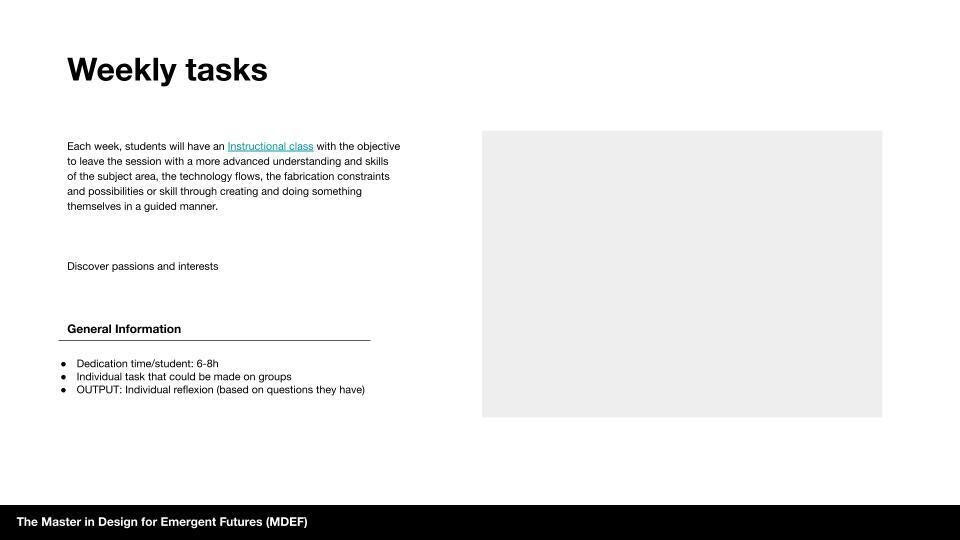 Weekly tasks
Each week, students will have an Instructional class with the objective
to leave the session with a more advanced understanding and skills
of the subject area, the technology flows, the fabrication constraints
and possibilities or skill through creating and doing something
themselves in a guided manner.
Discover passions and interests
General Information
● Dedication time/student: 6-8h
● Individual task that could be made on groups
● OUTPUT: Individual reflexion (based on questions they have)
The Master in Design for Emergent Futures (MDEF)